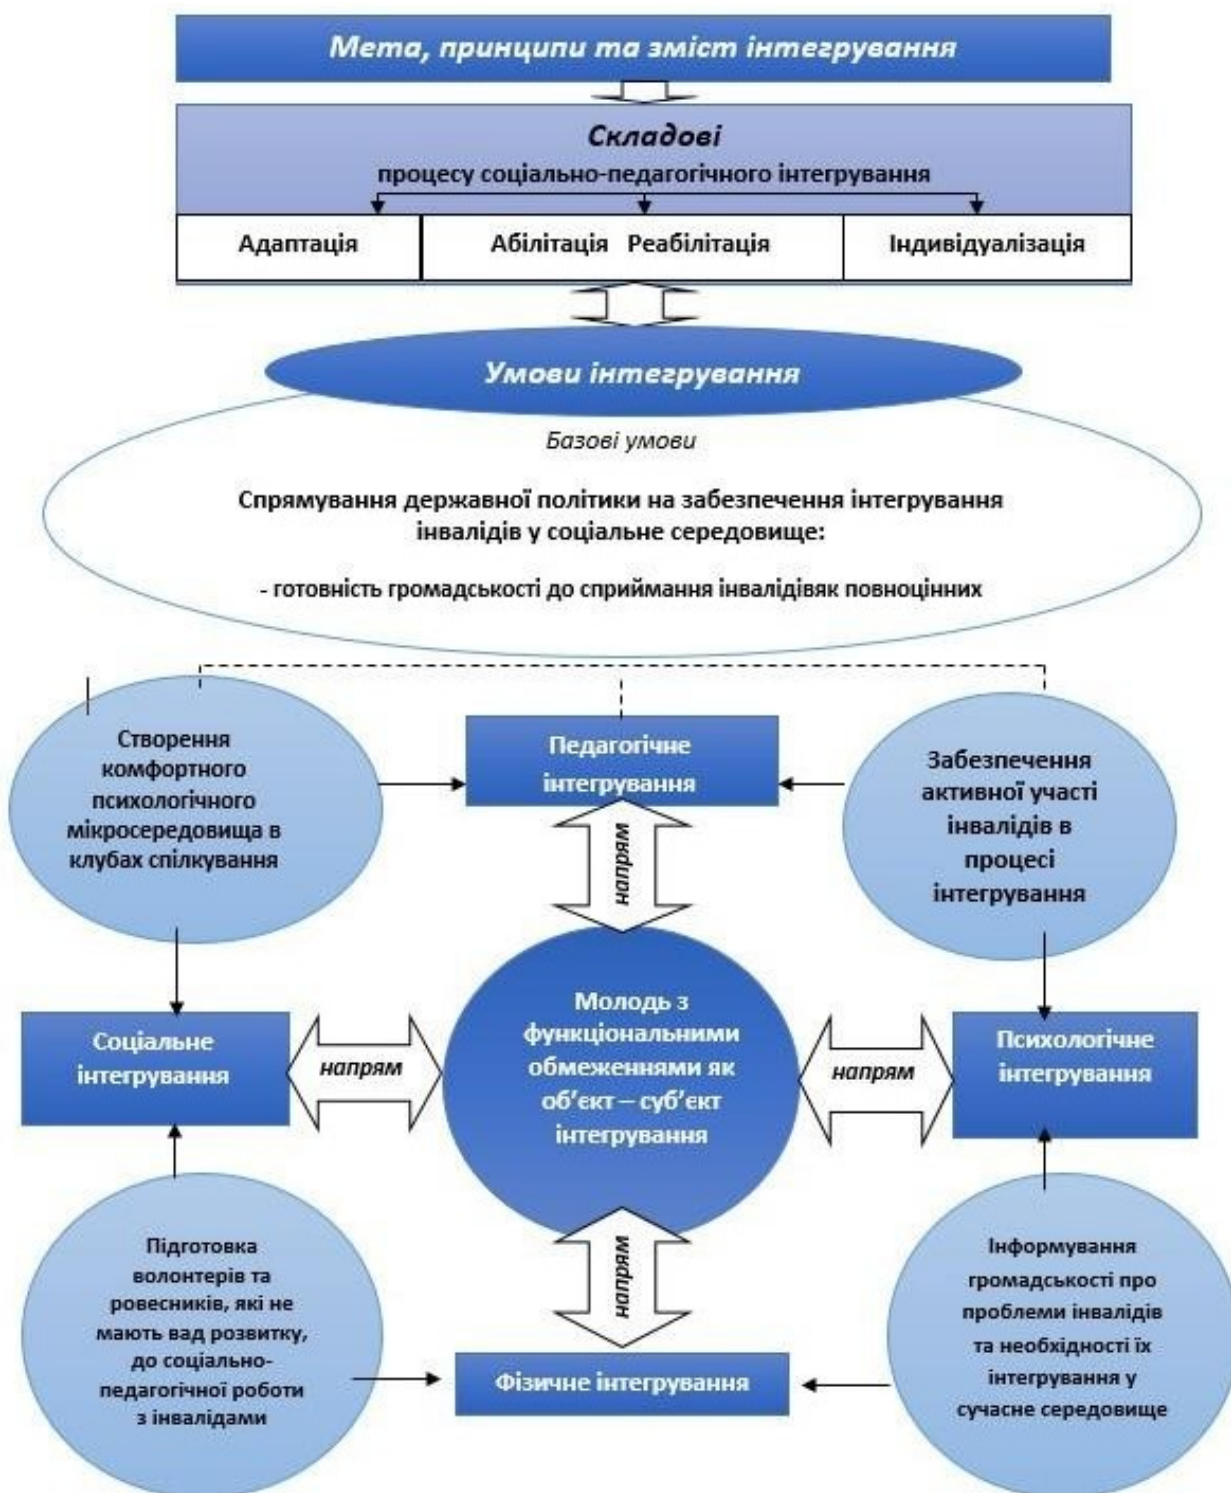 Мета, принципи та зміст інтегрування
Складові
процесу соціально-педагогічного інтегрування
Адаптація
Абілітація Реабілітація
Індивідуалізація
Умови інтегрування
Базові умови
Спрямування державної політики на забезпечення інтегрування
інвалідів у соціальне середовище:
- готовність громадськості до сприймання інвалідівяк повноцінних
Створення
комфортного
психологічного
мікросередовища в
клубах спілкування
Педагогічне
інтегрування
Забезпечення
активної участі
інвалідів в
процесі
інтегрування
напрям
Соціальне
інтегрування
напрям
Молодь з
функціональними
обмеженнями як
об’єкт – суб’єкт
інтегрування
напрям
Психологічне
інтегрування
Підготовка
волонтерів та
ровесників, які не
мають вад розвитку,
до соціально-
педагогічної роботи
з інвалідами
напрям
Фізичне інтегрування
Інформування
громадськості про
проблеми інвалідів
та необхідності їх
інтегрування у
сучасне середовище